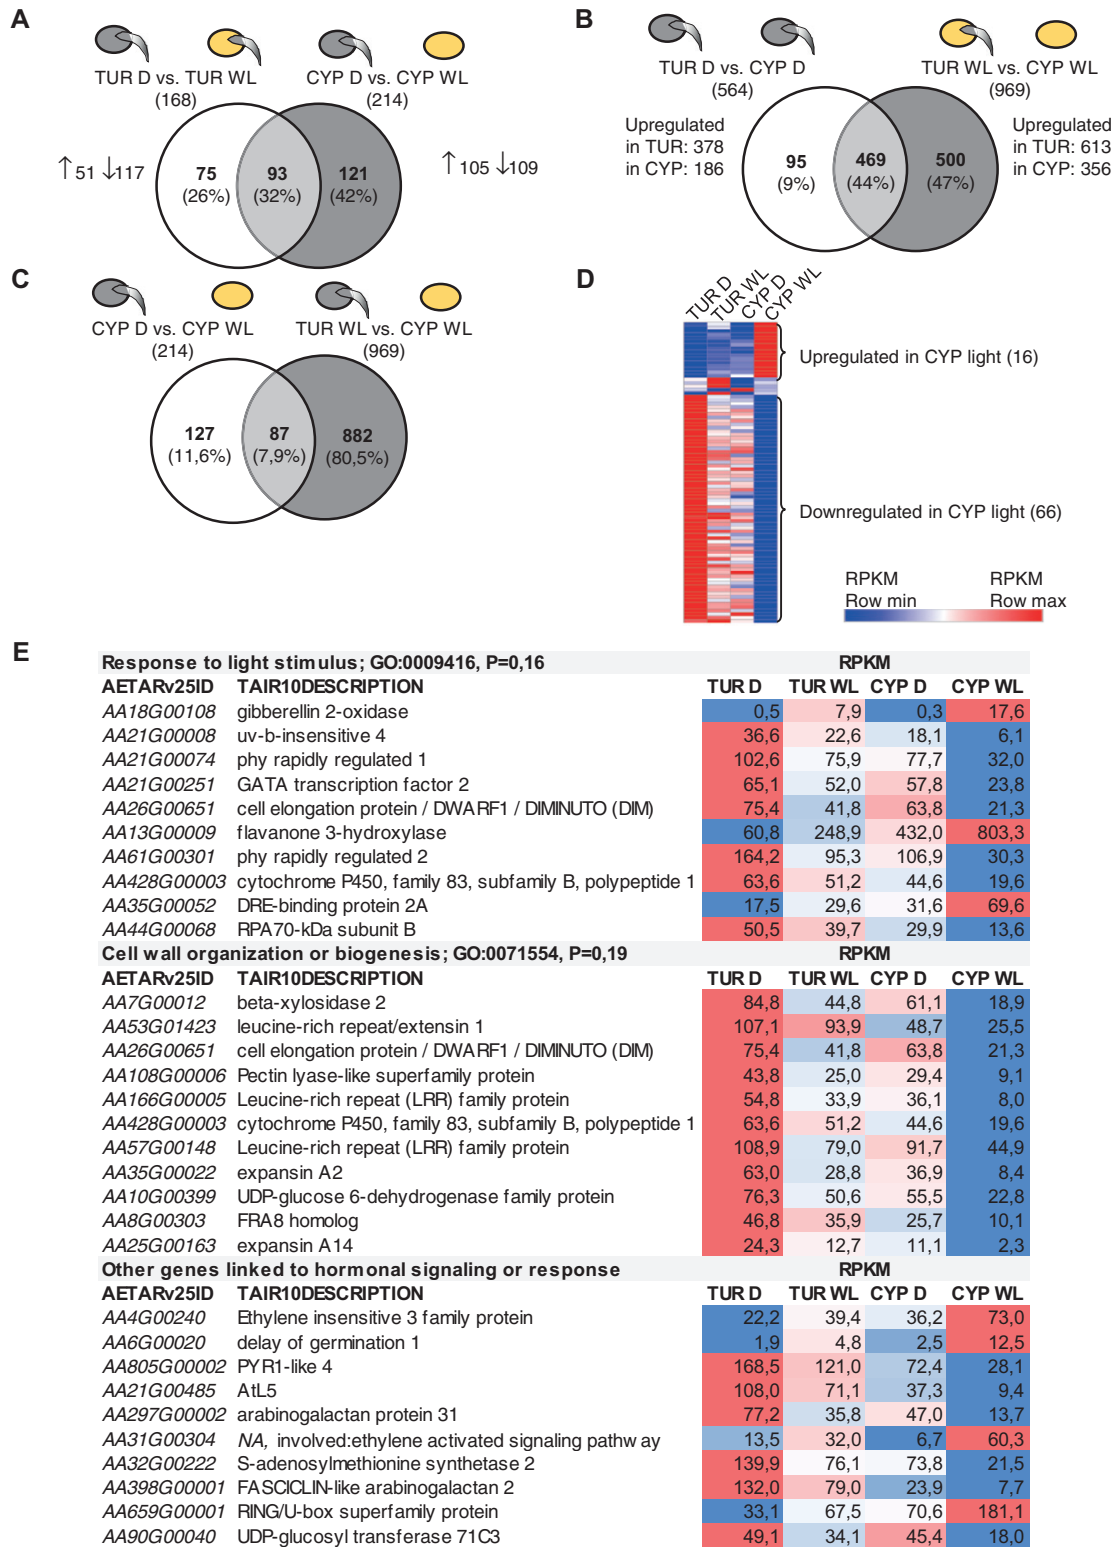 A
TUR D vs. TUR WL
(168)
CYP D vs. CYP WL
(214)
↑51 ↓117
75
(26%)
93
(32%)
121
(42%)
↑105 ↓109
B
TUR D vs. CYP D
(564)
TUR WL vs. CYP WL
(969)
Upregulated
in TUR: 378
in CYP: 186
95
(9%)
469
(44%)
500
(47%)
Upregulated
in TUR: 613
in CYP: 356
C
CYP D vs. CYP WL
(214)
TUR WL vs. CYP WL
(969)
127
(11,6%)
87
(7,9%)
882
(80,5%)
D
TUR D
TUR WL
CYP D
CYP WL
Upregulated in CYP light (16)
Downregulated in CYP light (66)
RPKM
Row min
RPKM
Row max
E
Response to light stimulus; GO:0009416, P=0,16 RPKM
AETARv25ID TAIR10DESCRIPTION TUR D TUR WL CYP D CYP WL
AA18G00108 gibberellin 2-oxidase 0,5 7,9 0,3 17,6
AA21G00008 uv-b-insensitive 4 36,6 22,6 18,1 6,1
AA21G00074 phy rapidly regulated 1 102,6 75,9 77,7 32,0
AA21G00251 GATA transcription factor 2 65,1 52,0 57,8 23,8
AA26G00651 cell elongation protein / DWARF1 / DIMINUTO (DIM) 75,4 41,8 63,8 21,3
AA13G00009 flavanone 3-hydroxylase 60,8 248,9 432,0 803,3
AA61G00301 phy rapidly regulated 2 164,2 95,3 106,9 30,3
AA428G00003 cytochrome P450, family 83, subfamily B, polypeptide 1 63,6 51,2 44,6 19,6
AA35G00052 DRE-binding protein 2A 17,5 29,6 31,6 69,6
AA44G00068 RPA70-kDa subunit B 50,5 39,7 29,9 13,6
Cell wall organization or biogenesis; GO:0071554, P=0,19 RPKM
AETARv25ID TAIR10DESCRIPTION TUR D TUR WL CYP D CYP WL
AA7G00012 beta-xylosidase 2 84,8 44,8 61,1 18,9
AA53G01423 leucine-rich repeat/extensin 1 107,1 93,9 48,7 25,5
AA26G00651 cell elongation protein / DWARF1 / DIMINUTO (DIM) 75,4 41,8 63,8 21,3
AA108G00006 Pectin lyase-like superfamily protein 43,8 25,0 29,4 9,1
AA166G00005 Leucine-rich repeat (LRR) family protein 54,8 33,9 36,1 8,0
AA428G00003 cytochrome P450, family 83, subfamily B, polypeptide 1 63,6 51,2 44,6 19,6
AA57G00148 Leucine-rich repeat (LRR) family protein 108,9 79,0 91,7 44,9
AA35G00022 expansin A2 63,0 28,8 36,9 8,4
AA10G00399 UDP-glucose 6-dehydrogenase family protein 76,3 50,6 55,5 22,8
AA8G00303 FRA8 homolog 46,8 35,9 25,7 10,1
AA25G00163 expansin A14 24,3 12,7 11,1 2,3
Other genes linked to hormonal signaling or response RPKM
AETARv25ID TAIR10DESCRIPTION TUR D TUR WL CYP D CYP WL
AA4G00240 Ethylene insensitive 3 family protein 22,2 39,4 36,2 73,0
AA6G00020 delay of germination 1 1,9 4,8 2,5 12,5
AA805G00002 PYR1-like 4 168,5 121,0 72,4 28,1
AA21G00485 AtL5 108,0 71,1 37,3 9,4
AA297G00002 arabinogalactan protein 31 77,2 35,8 47,0 13,7
AA31G00304 NA, involved:ethylene activated signaling pathway 13,5 32,0 6,7 60,3
AA32G00222 S-adenosylmethionine synthetase 2 139,9 76,1 73,8 21,5
AA398G00001 FASCICLIN-like arabinogalactan 2 132,0 79,0 23,9 7,7
AA659G00001 RING/U-box superfamily protein 33,1 67,5 70,6 181,1
AA90G00040 UDP-glucosyl transferase 71C3 49,1 34,1 45,4 18,0